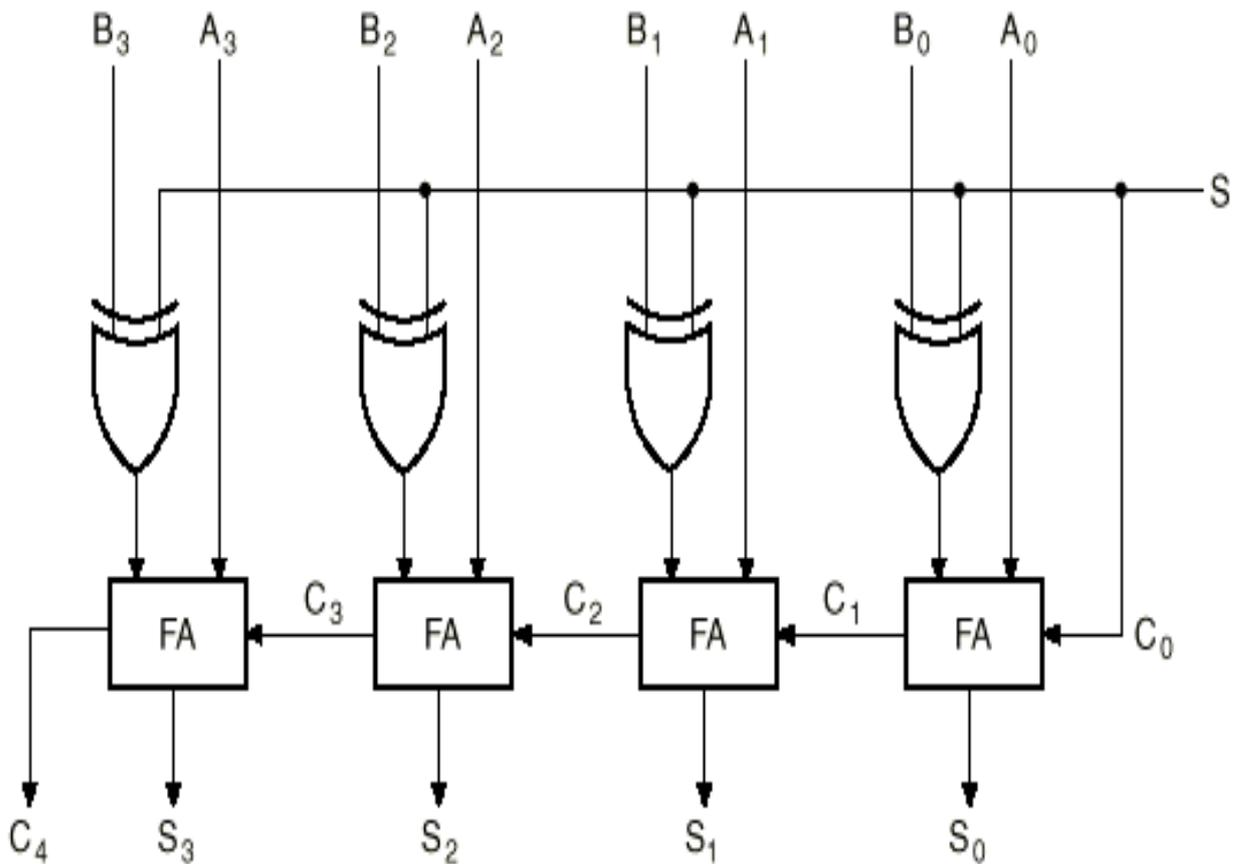 B₃ A₃ B₂ A₂ B₁ A₁ B₀ A₀
S
C₃ C₂ C₁
FA FA FA FA C₀
C₄ S₃ S₂ S₁ S₀